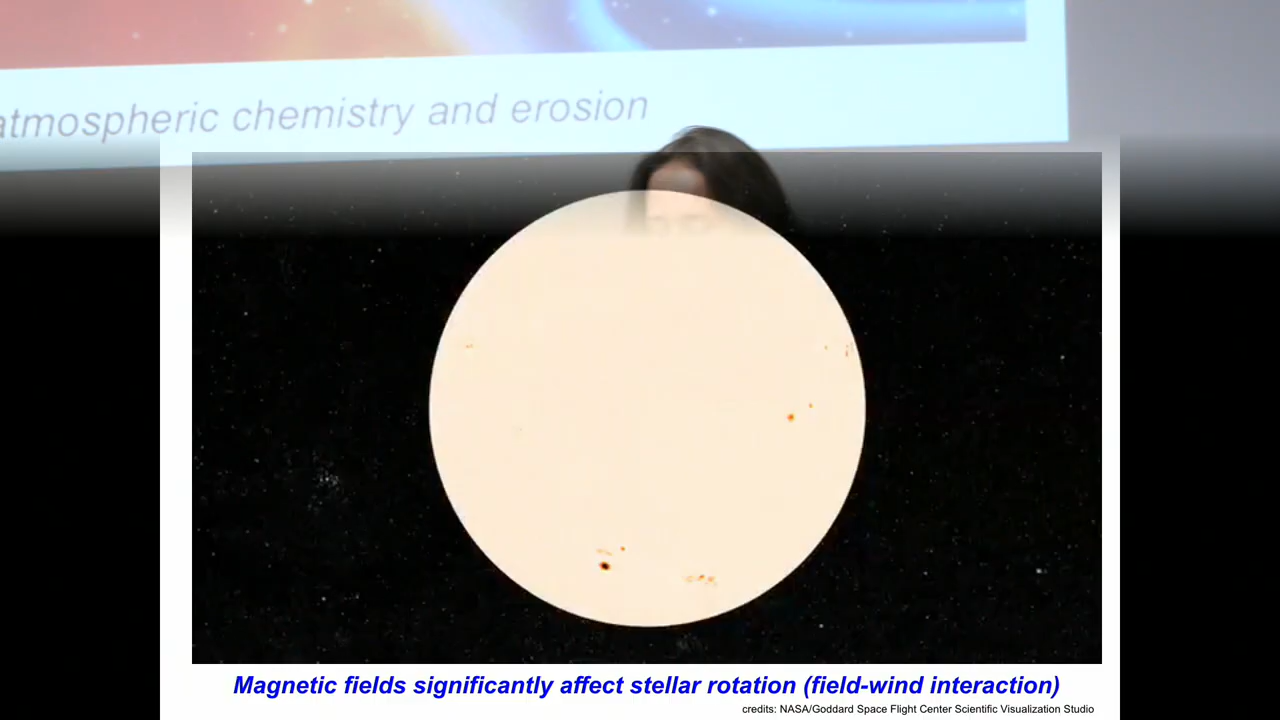 atmospheric chemistry and erosion
Magnetic fields significantly affect stellar rotation (field-wind interaction)
credits: NASA/Goddard Space Flight Center Scientific Visualization Studio